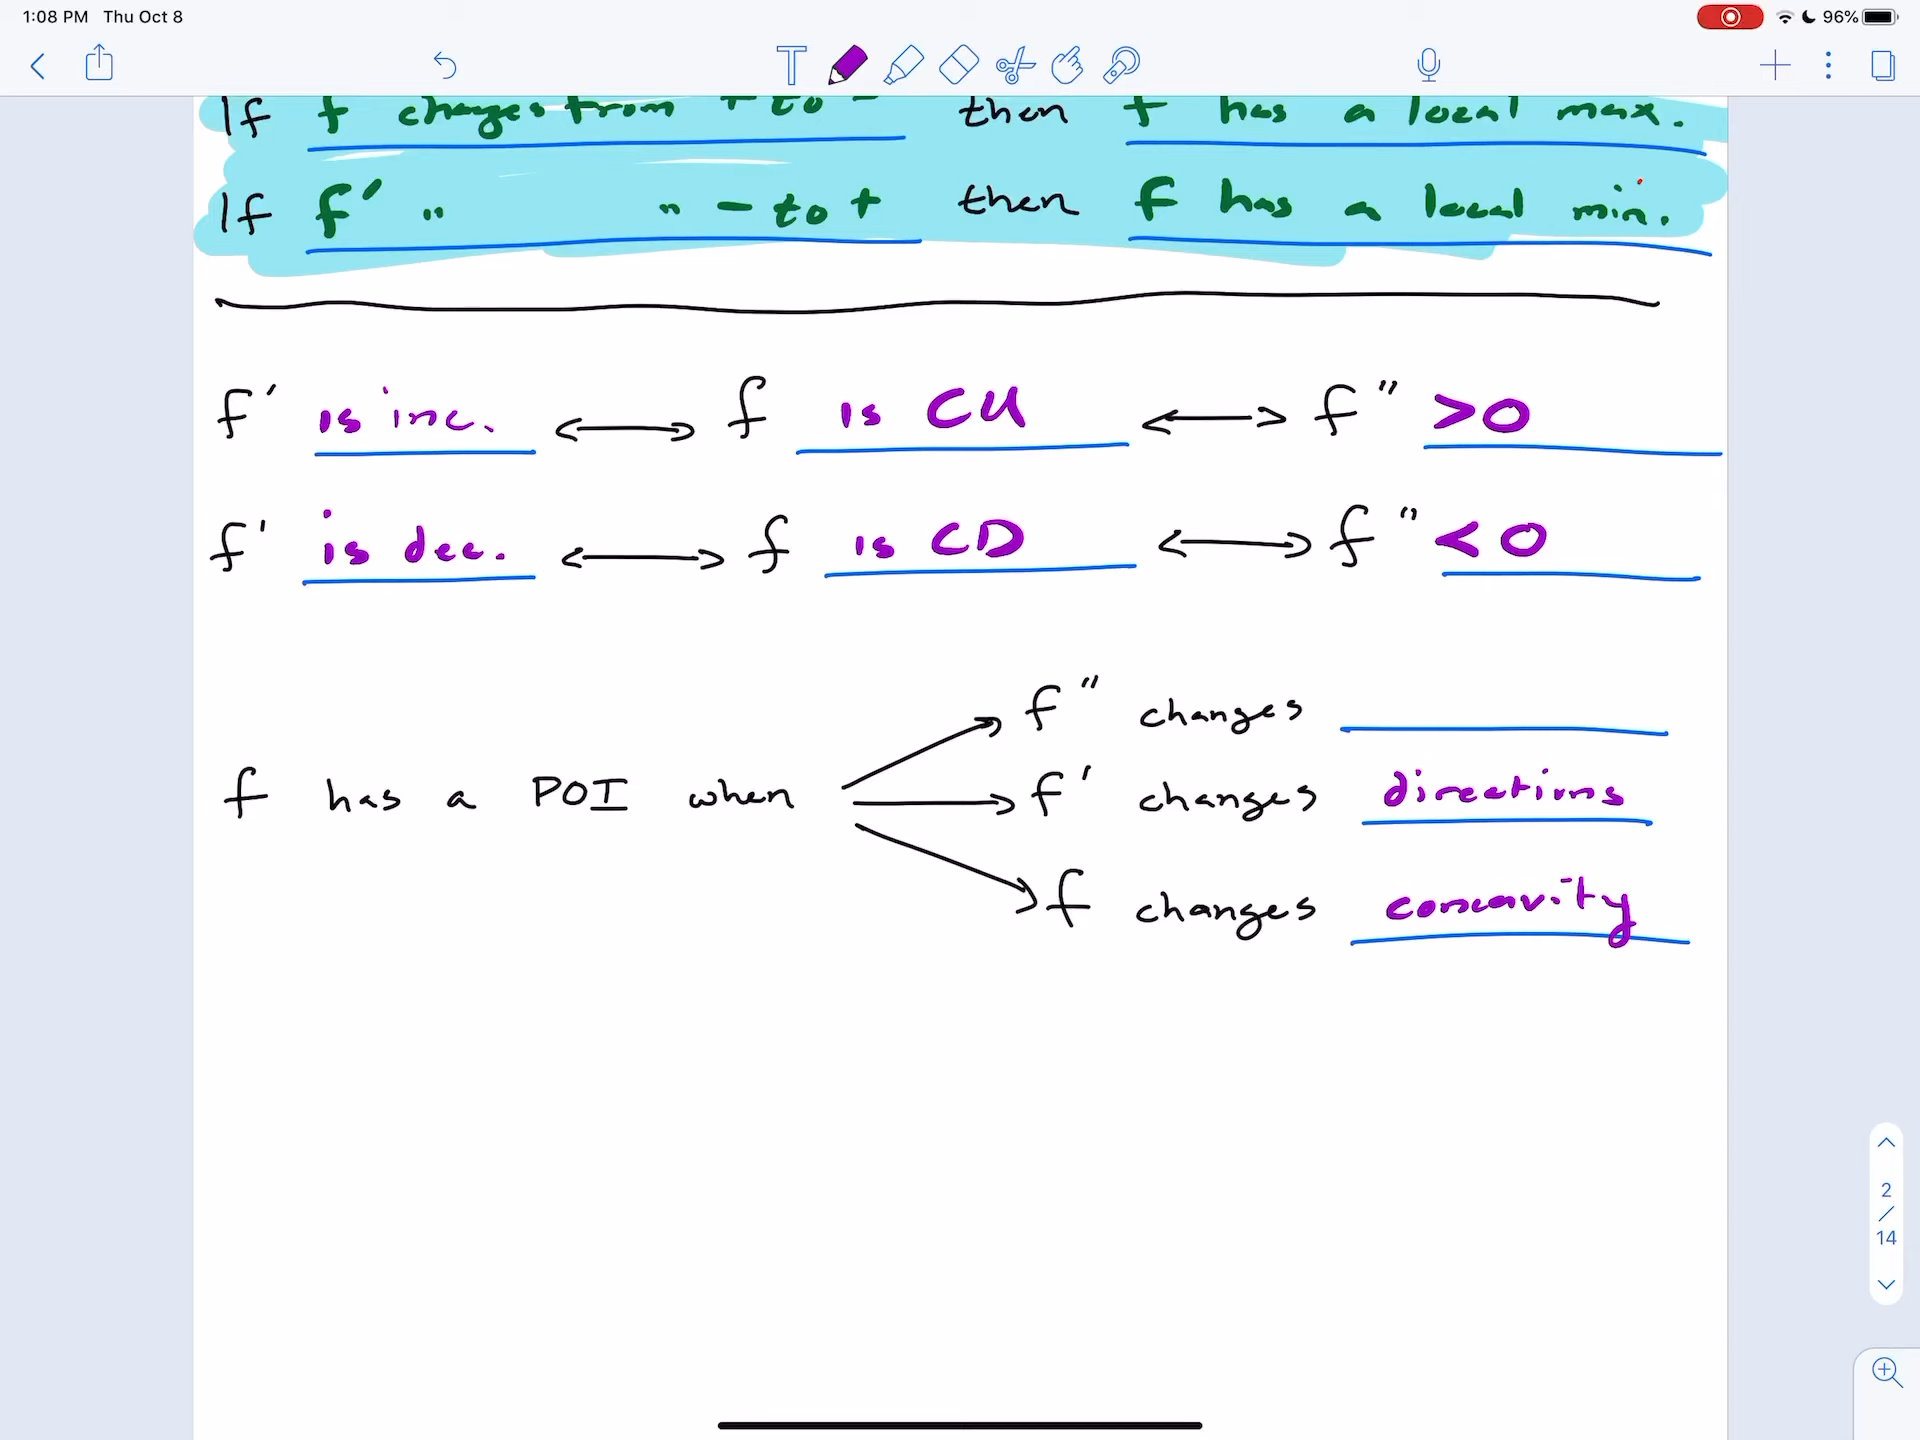 1:08 PM Thu Oct 8
96%
T
If f changes from + to - then f has a local max.
If f' " " - to + then f has a local min.
f' is inc. ⟷ f is CU ⟷ f" >0
f' is dec. ⟷ f is CD ⟷ f" <0
f" changes
f has a POI when f' changes directions
f changes concavity
2
/
14